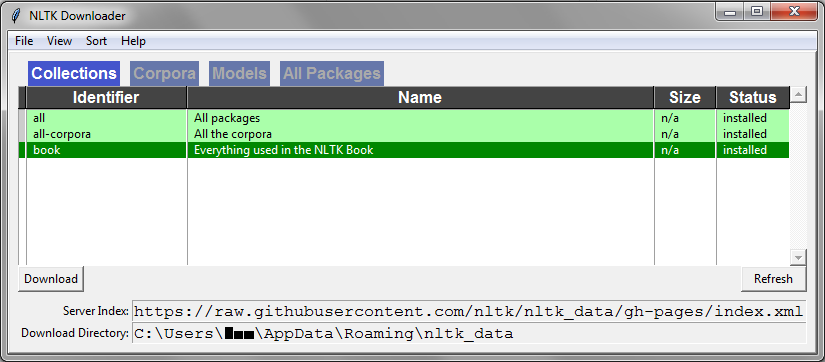 NLTK Downloader
File View Sort Help
Collections Corpora Models All Packages
Identifier Name Size Status
all All packages n/a installed
all-corpora All the corpora n/a installed
book Everything used in the NLTK Book n/a installed
Download Refresh
Server Index: https://raw.githubusercontent.com/nltk/nltk_data/gh-pages/index.xml
Download Directory: C:\Users\■■■\AppData\Roaming\nltk_data